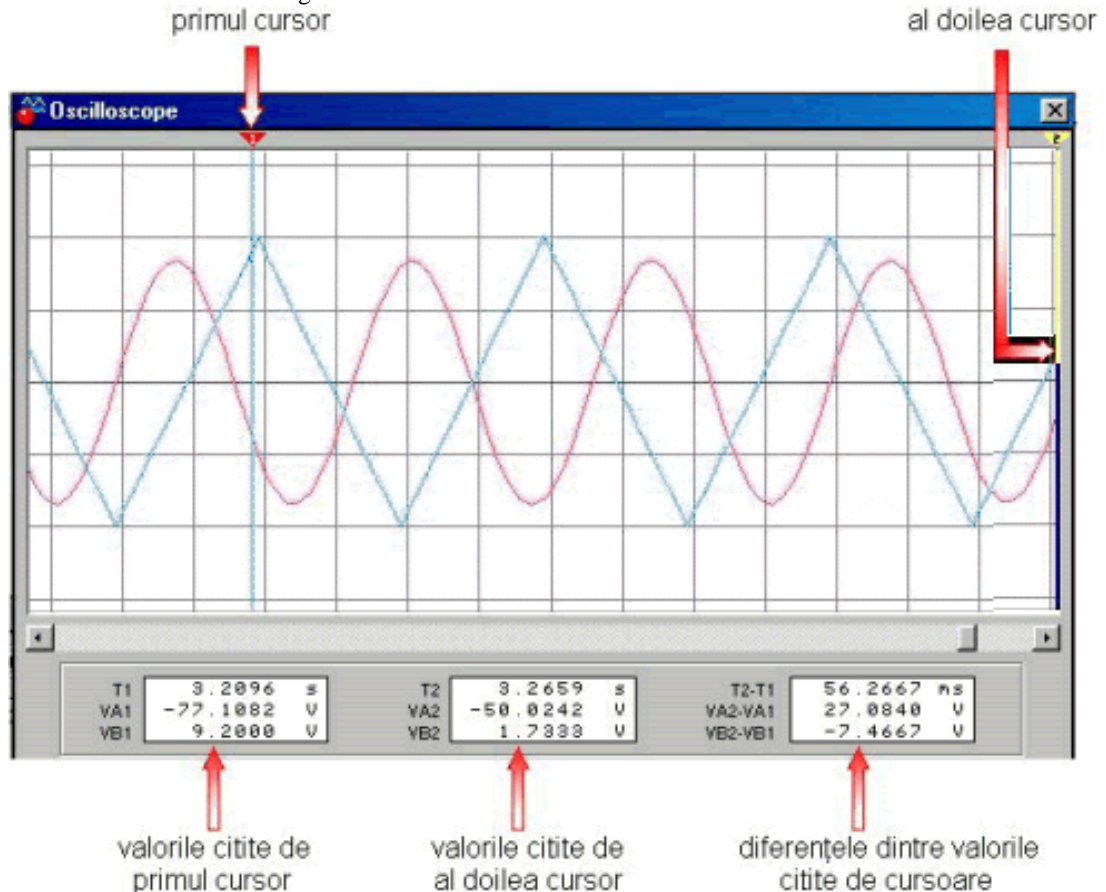 primul cursor
al doilea cursor
Oscilloscope
1
2
T1 3.2096 s
VA1 -77.1082 V
VB1 9.2000 V
T2 3.2659 s
VA2 -50.0242 V
VB2 1.7333 V
T2-T1 56.2667 ms
VA2-VA1 27.0840 V
VB2-VB1 -7.4667 V
valorile citite de
primul cursor
valorile citite de
al doilea cursor
diferențele dintre valorile
citite de cursoare